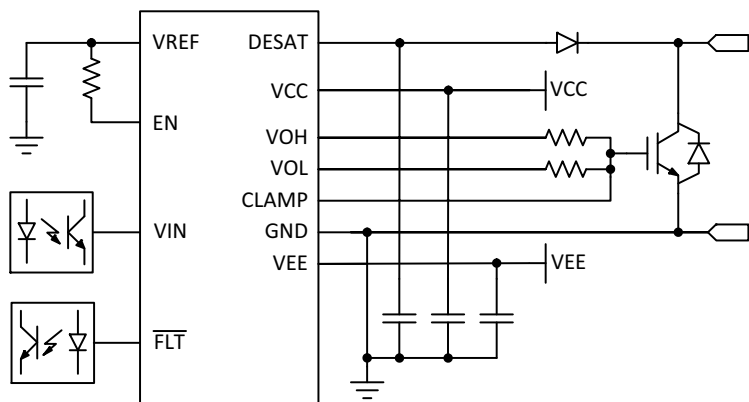 VREF
DESAT
VCC
VCC
EN
VOH
VOL
CLAMP
VIN
GND
VEE
VEE
FLT